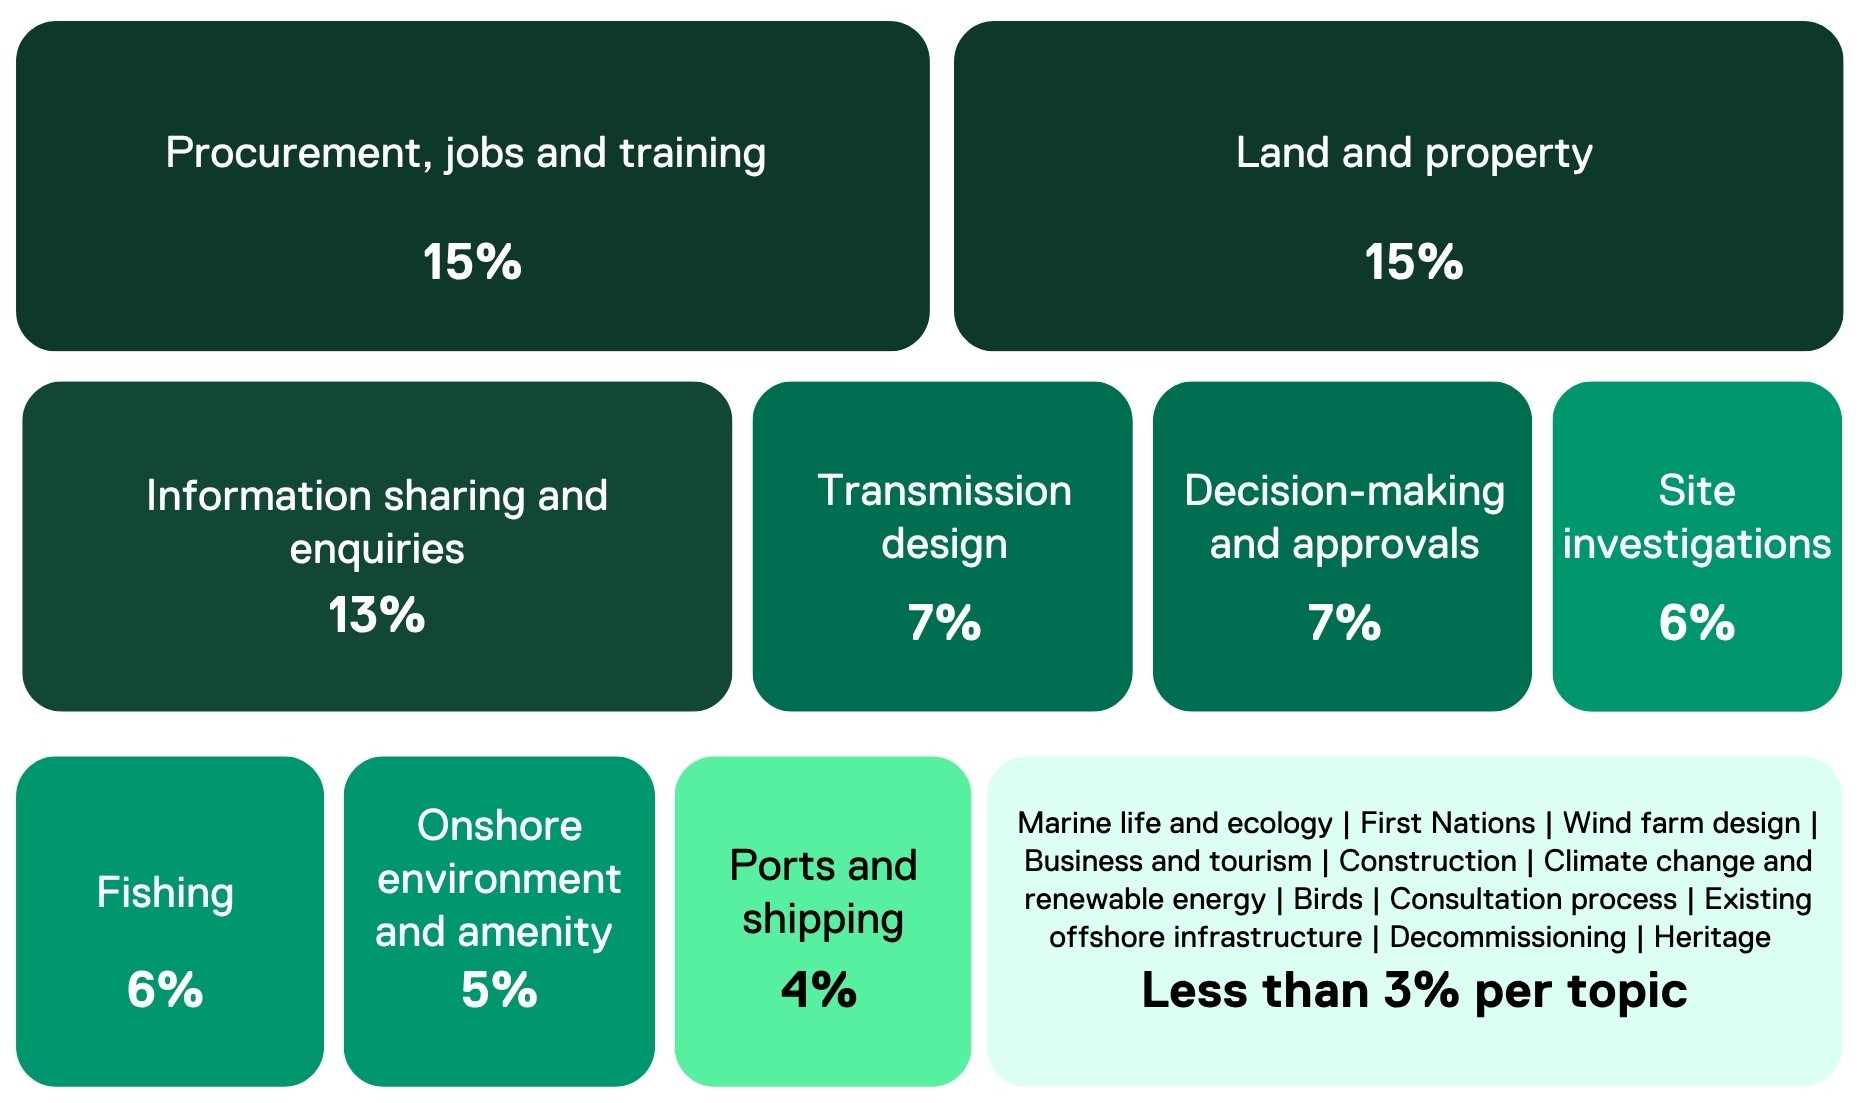 Procurement, jobs and training
15%
Land and property
15%
Information sharing and
enquiries
13%
Transmission
design
7%
Decision-making
and approvals
7%
Site
investigations
6%
Fishing
6%
Onshore
environment
and amenity
5%
Ports and
shipping
4%
Marine life and ecology | First Nations | Wind farm design |
Business and tourism | Construction | Climate change and
renewable energy | Birds | Consultation process | Existing
offshore infrastructure | Decommissioning | Heritage
Less than 3% per topic